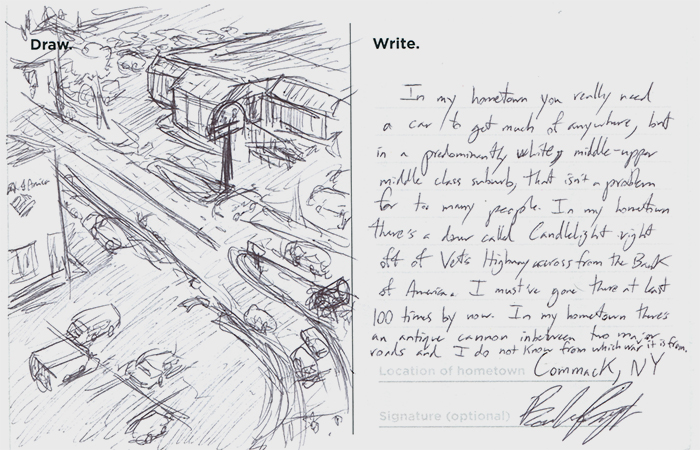 Draw.
Write.
In my hometown you really need
a car to get much of anywhere, but
in a predominantly white, middle-upper
middle class suburb, that isn't a problem
for too many people. In my hometown
there's a diner called Candlelight right
off of Vets Highway across from the Bank
of America. I must've gone there at least
100 times by now. In my hometown there's
an antique cannon inbetween two major
roads and I do not know from which war it is from.
Location of hometown Commack, NY
Signature (optional)